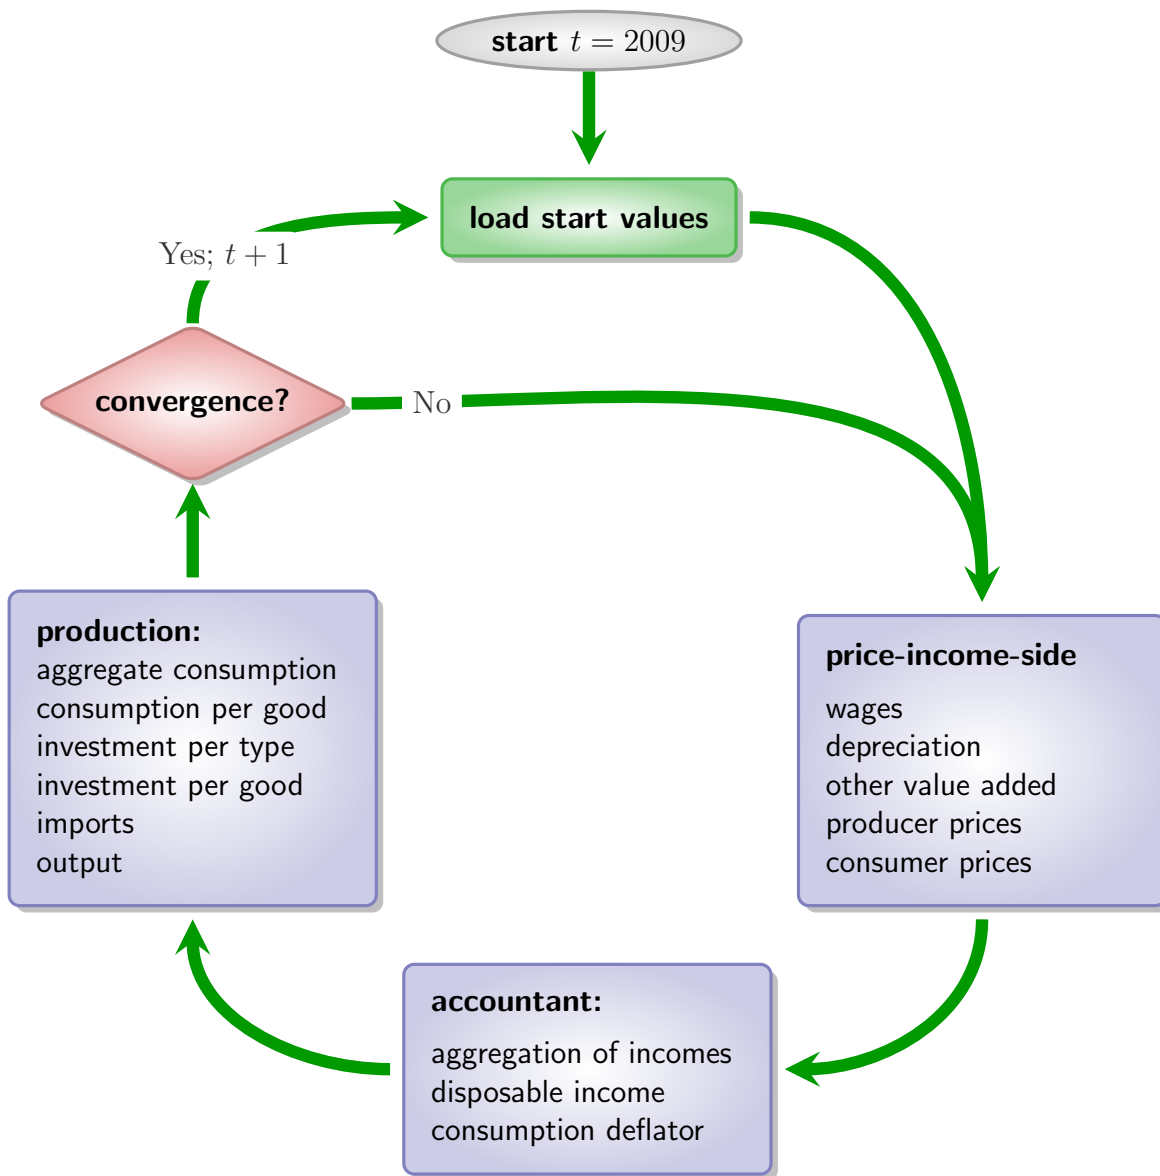 start t = 2009
load start values
Yes; t + 1
convergence?
No
production:
aggregate consumption
consumption per good
investment per type
investment per good
imports
output
price-income-side
wages
depreciation
other value added
producer prices
consumer prices
accountant:
aggregation of incomes
disposable income
consumption deflator